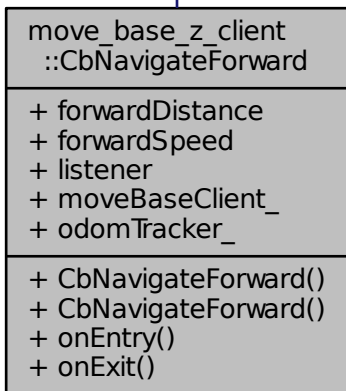 move_base_z_client
::CbNavigateForward
+ forwardDistance
+ forwardSpeed
+ listener
+ moveBaseClient_
+ odomTracker_
+ CbNavigateForward()
+ CbNavigateForward()
+ onEntry()
+ onExit()